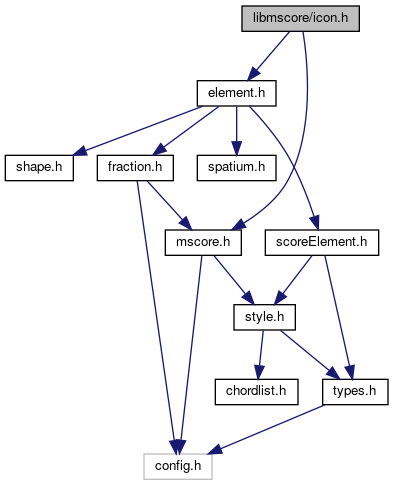 libmscore/icon.h
element.h
shape.h
fraction.h
spatium.h
mscore.h
scoreElement.h
style.h
chordlist.h
types.h
config.h